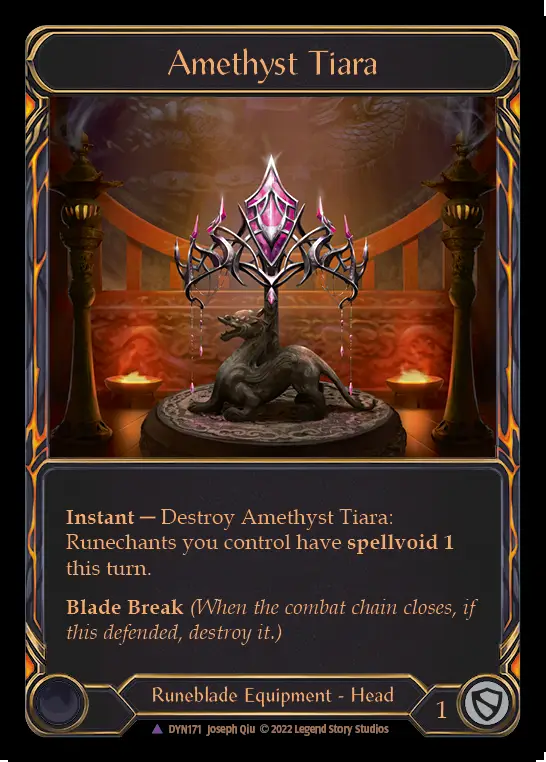 Amethyst Tiara
Instant — Destroy Amethyst Tiara:
Runechants you control have spellvoid 1
this turn.
Blade Break (When the combat chain closes, if
this defended, destroy it.)
Runeblade Equipment - Head
1
DYN171 Joseph Qiu © 2022 Legend Story Studios